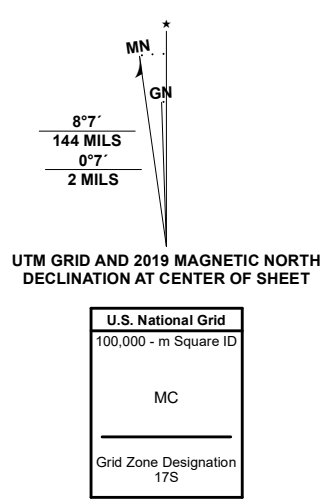 ★
MN
GN
8°7´
144 MILS
0°7´
2 MILS
UTM GRID AND 2019 MAGNETIC NORTH
DECLINATION AT CENTER OF SHEET
U.S. National Grid
100,000 - m Square ID
MC
Grid Zone Designation
17S